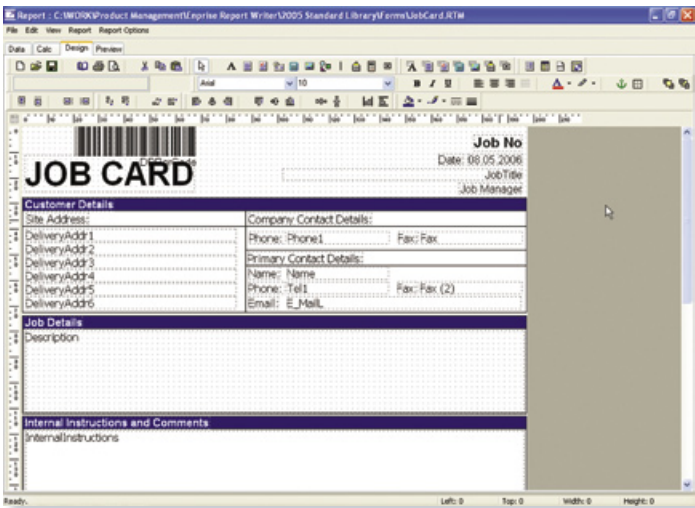 Report : C:\WORK\Product Management\Enprise Report Writer\2005 Standard Library\Forms\JobCard.RTM
File Edit View Report Report Options
Data Calc Design Preview
Arial 10
Job No
JOB CARD
Date: 08.05.2006
JobTitle
Job Manager
Customer Details
Site Address: Company Contact Details:
DeliveryAddr1
Phone: Phone1 Fax: Fax
DeliveryAddr2
DeliveryAddr3 Primary Contact Details:
DeliveryAddr4 Name: Name
DeliveryAddr5 Phone: Tel1 Fax: Fax (2)
DeliveryAddr6 Email: E_MailL
Job Details
Description
Internal Instructions and Comments
InternalInstructions
Ready. Left: 0 Top: 0 Width: 0 Height: 0